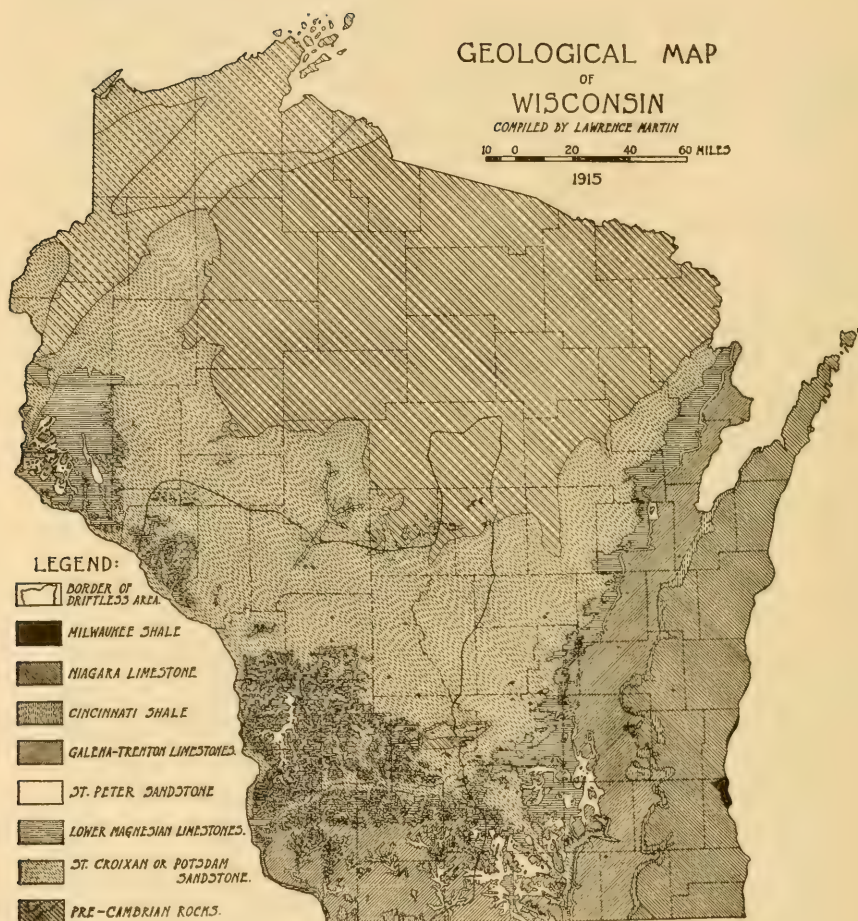 GEOLOGICAL MAP
OF
WISCONSIN
COMPILED BY LAWRENCE MARTIN
10 0 20 40 60 MILES
1915
LEGEND:
BORDER OF
DRIFTLESS AREA.
MILWAUKEE SHALE
NIAGARA LIMESTONE
CINCINNATI SHALE
GALENA-TRENTON LIMESTONES.
ST. PETER SANDSTONE
LOWER MAGNESIAN LIMESTONES.
ST. CROIXAN OR POTSDAM
SANDSTONE.
PRE-CAMBRIAN ROCKS.